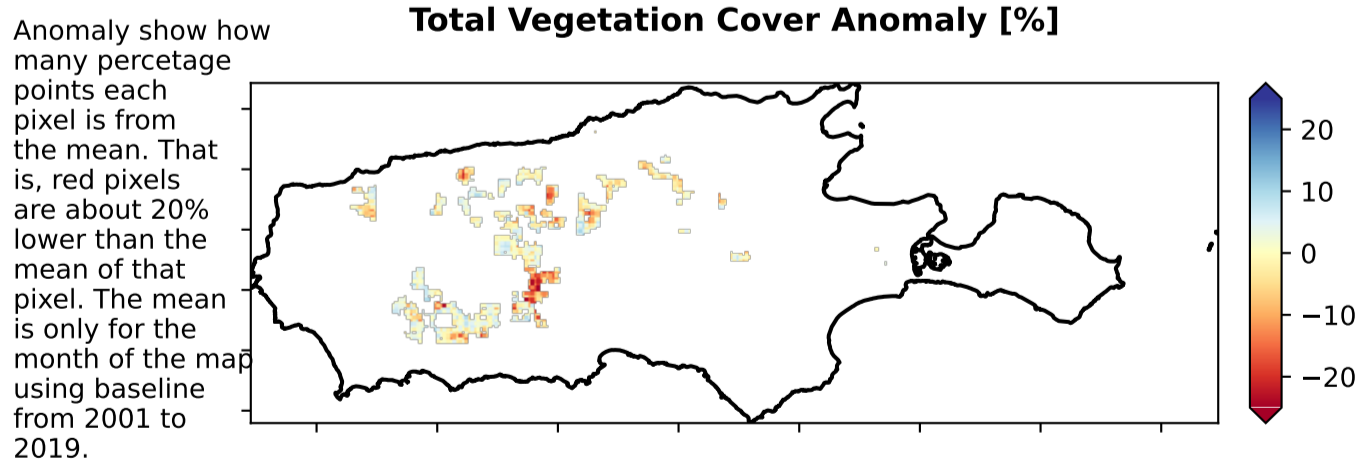 Total Vegetation Cover Anomaly [%]
Anomaly show how
many percetage
points each
pixel is from
the mean. That
is, red pixels
are about 20%
lower than the
mean of that
pixel. The mean
is only for the
month of the map
using baseline
from 2001 to
2019.
20
10
0
−10
−20